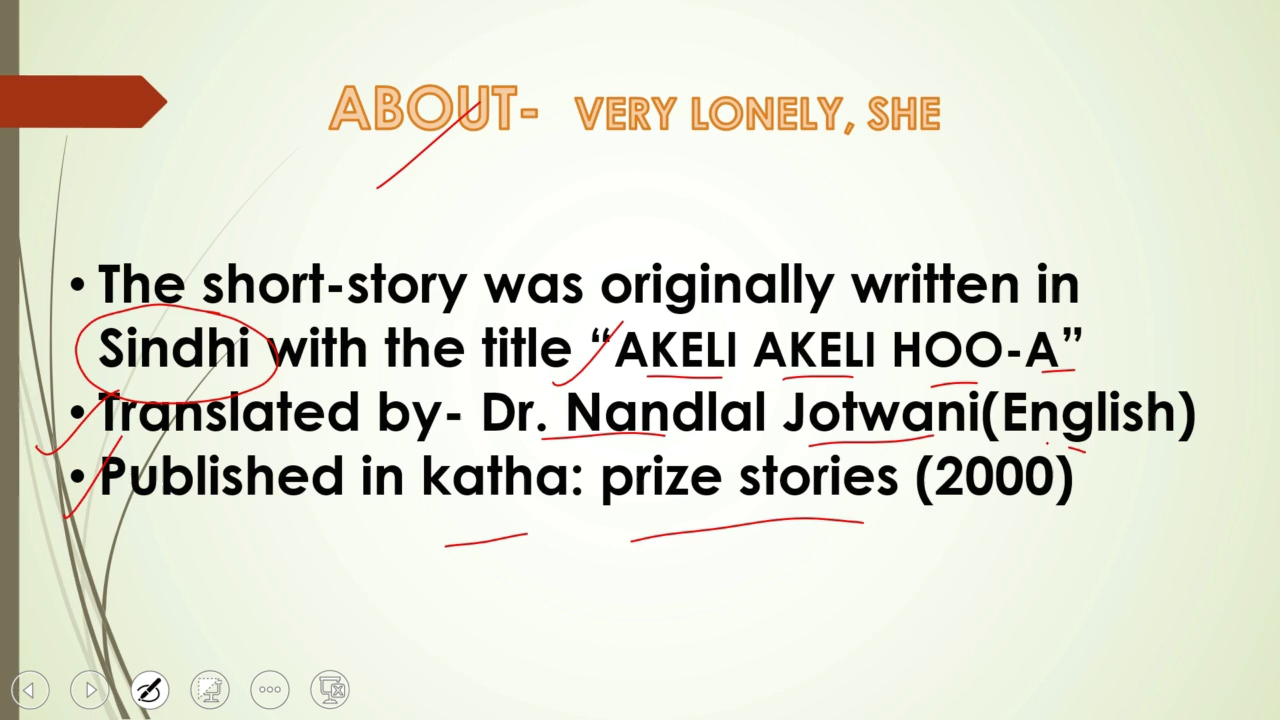 ABOUT- VERY LONELY, SHE
• The short-story was originally written in
Sindhi with the title “AKELI AKELI HOO-A”
• Translated by- Dr. Nandlal Jotwani(English)
• Published in katha: prize stories (2000)